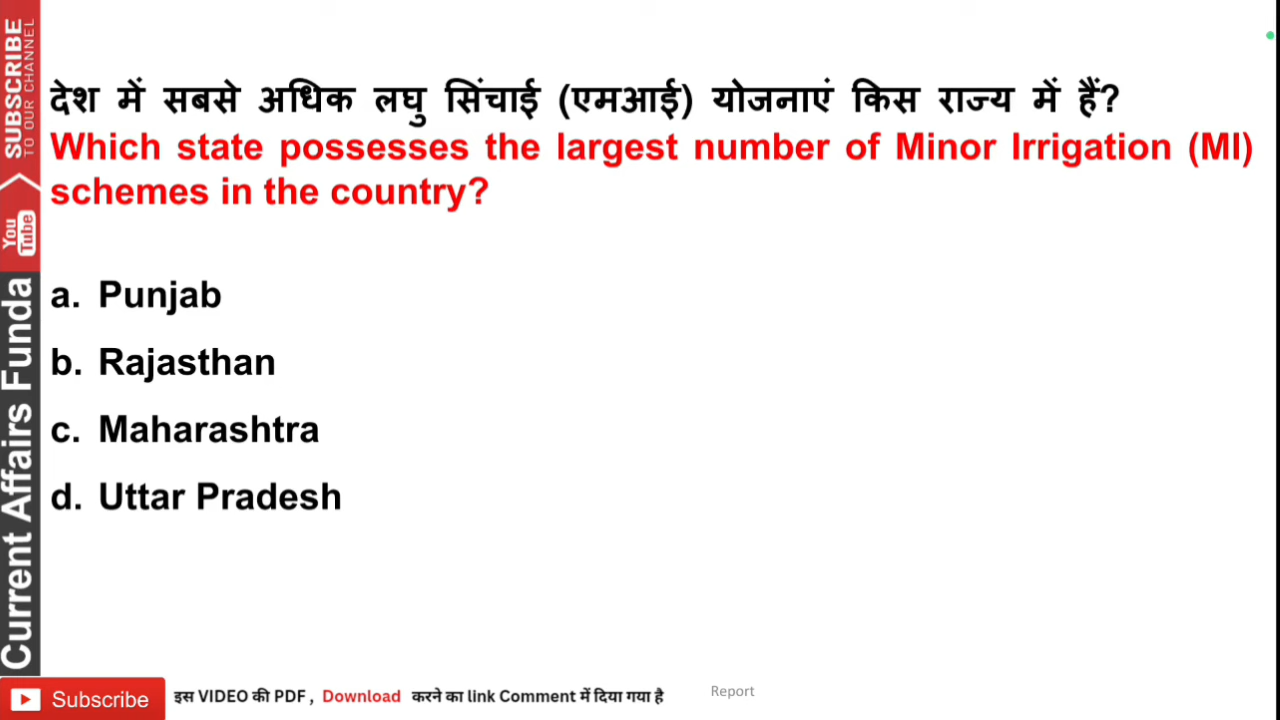 देश में सबसे अधिक लघु सिंचाई (एमआई) योजनाएं किस राज्य में हैं?
Which state possesses the largest number of Minor Irrigation (MI)
schemes in the country?
a. Punjab
b. Rajasthan
c. Maharashtra
d. Uttar Pradesh
SUBSCRIBE
TO OUR CHANNEL
You
Tube
Current Affairs Funda
Subscribe इस VIDEO की PDF , Download करने का link Comment में दिया गया है
Report